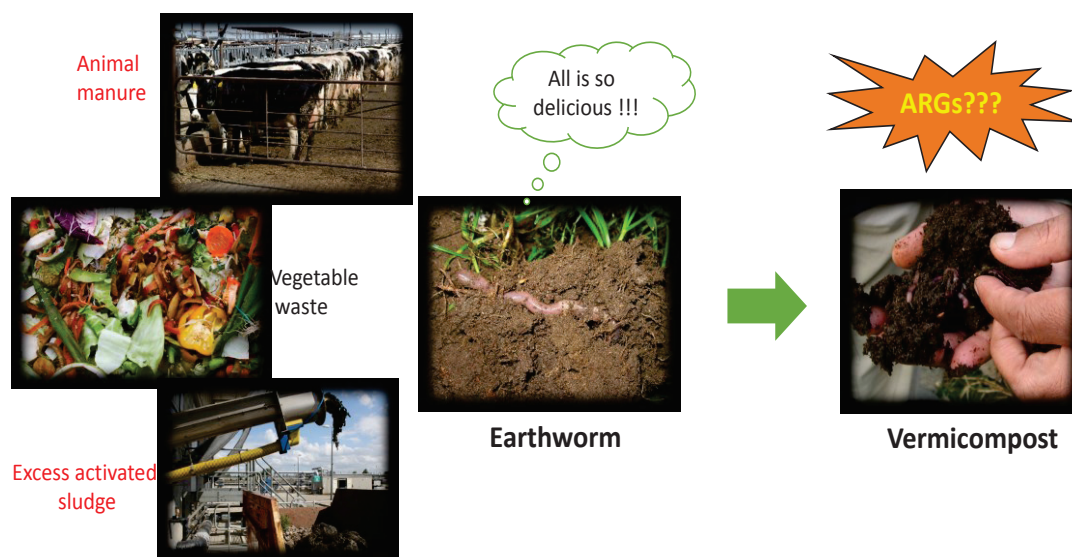 Animal
manure
All is so
delicious !!!
ARGs???
Vegetable
waste
Earthworm
Vermicompost
Excess activated
sludge